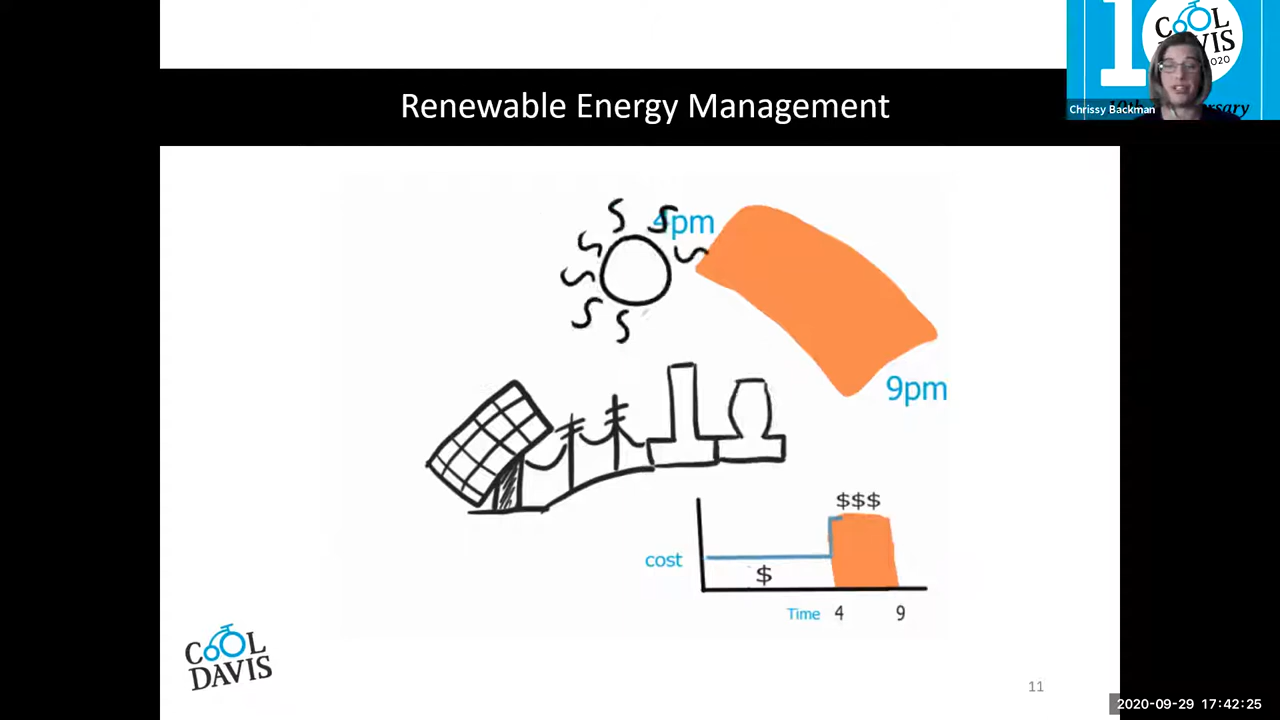 10
COOL
DAVIS
2020
Chrissy Backman
Renewable Energy Management
4pm
9pm
$$$
cost
$
Time 4 9
COOL
DAVIS
11
2020-09-29 17:42:25